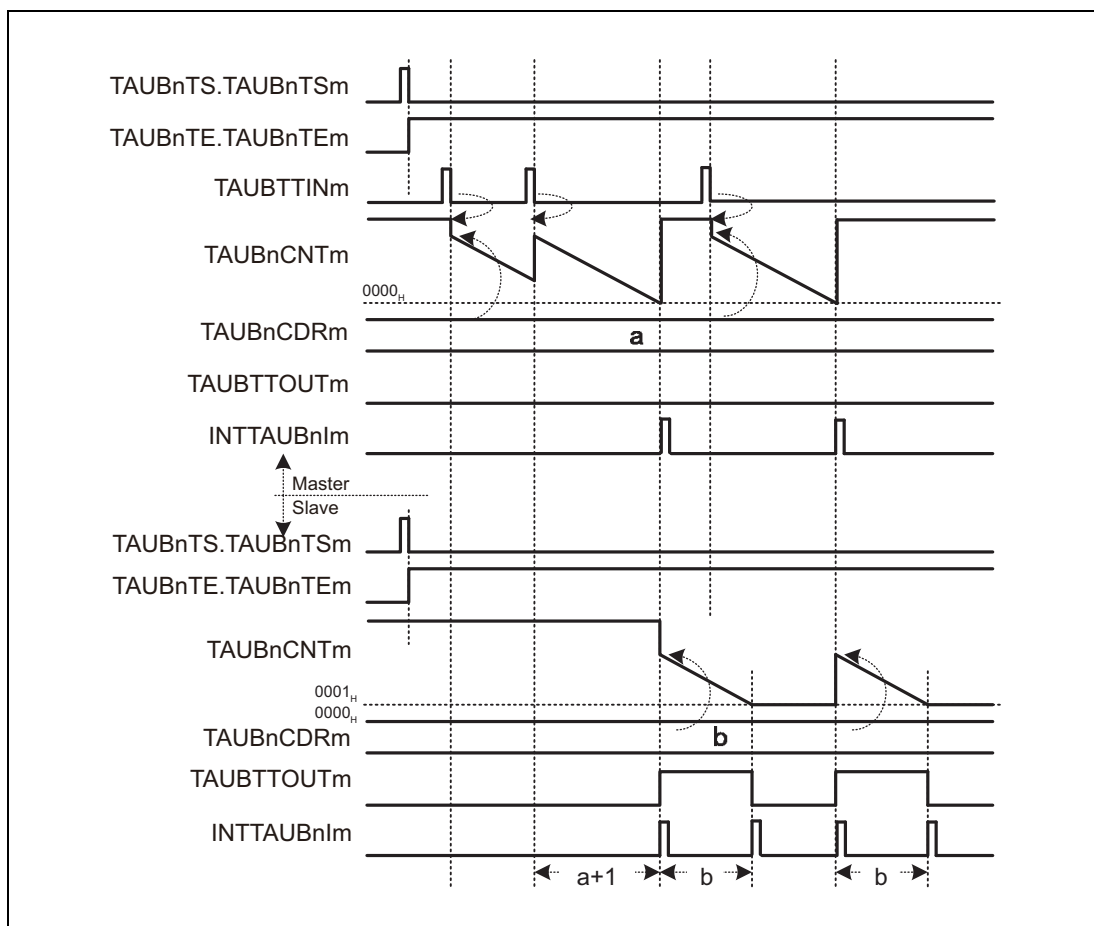 TAUBnTS.TAUBnTSm
TAUBnTE.TAUBnTEm
TAUBTTINm
TAUBnCNTm
0000H
TAUBnCDRm
a
TAUBTTOUTm
INTTAUBnIm
Master
Slave
TAUBnTS.TAUBnTSm
TAUBnTE.TAUBnTEm
TAUBnCNTm
0001H
0000H
TAUBnCDRm
b
TAUBTTOUTm
INTTAUBnIm
a+1 b b